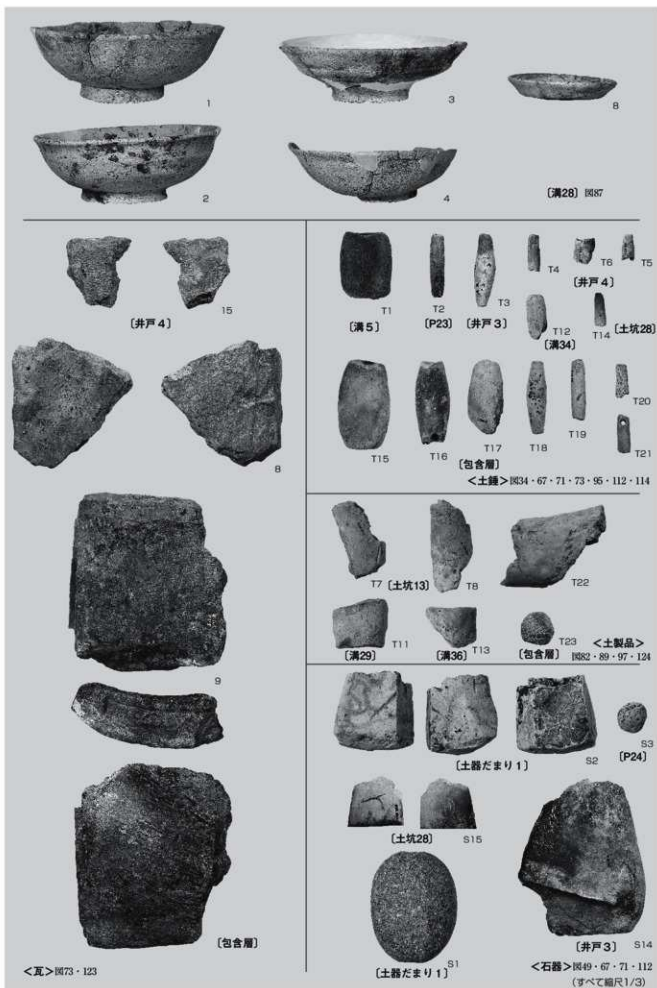 1
3
8
2
4
〔溝28〕 図87
〔井戸4〕
15
8
9
〔包含層〕
<瓦>図73・123
T1
T2
T3
T4
T6
T5
〔溝5〕
〔P23〕
〔井戸3〕
〔井戸4〕
T12
T14
〔溝34〕
〔土坑28〕
T15
T16
T17
T18
T19
T20
T21
〔包含層〕
<土錘>図34・67・71・73・95・112・114
T7
〔土坑13〕
T8
T22
T11
T13
T23
〔溝29〕
〔溝36〕
〔包含層〕
<土製品>
図82・89・97・124
〔土器だまり1〕
S2
S3
〔P24〕
〔土坑28〕
S15
S1
〔土器だまり1〕
〔井戸3〕
S14
<石器>図49・67・71・112
(すべて縮尺1/3)